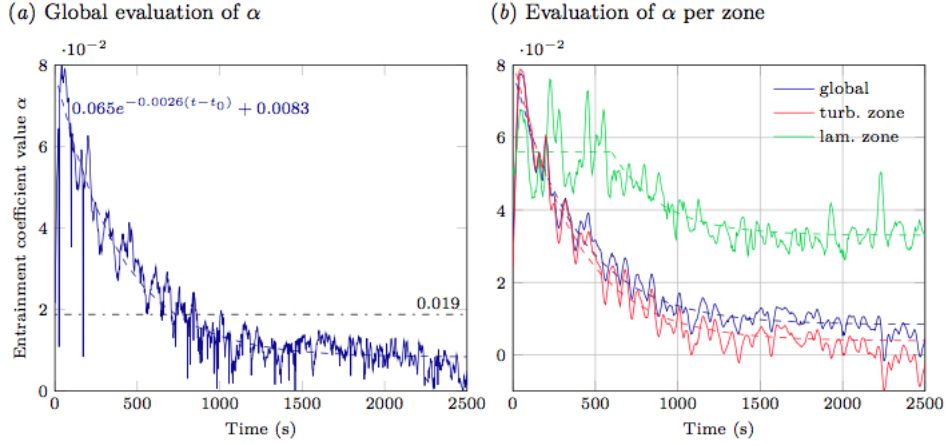 (a) Global evaluation of α
(b) Evaluation of α per zone
·10⁻²
8
6
4
2
0
Entrainment coefficient value α
0.065e^{−0.0026(t−t₀)} + 0.0083
0.019
0 500 1000 1500 2000 2500
Time (s)
·10⁻²
8
6
4
2
0
global
turb. zone
lam. zone
0 500 1000 1500 2000 2500
Time (s)